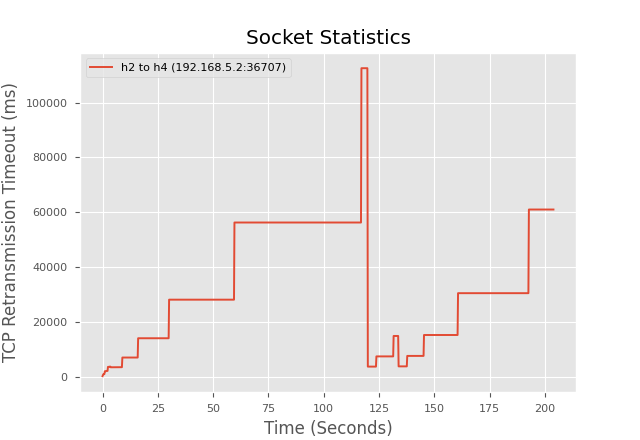 Socket Statistics
h2 to h4 (192.168.5.2:36707)
TCP Retransmission Timeout (ms)
100000
80000
60000
40000
20000
0
0 25 50 75 100 125 150 175 200
Time (Seconds)